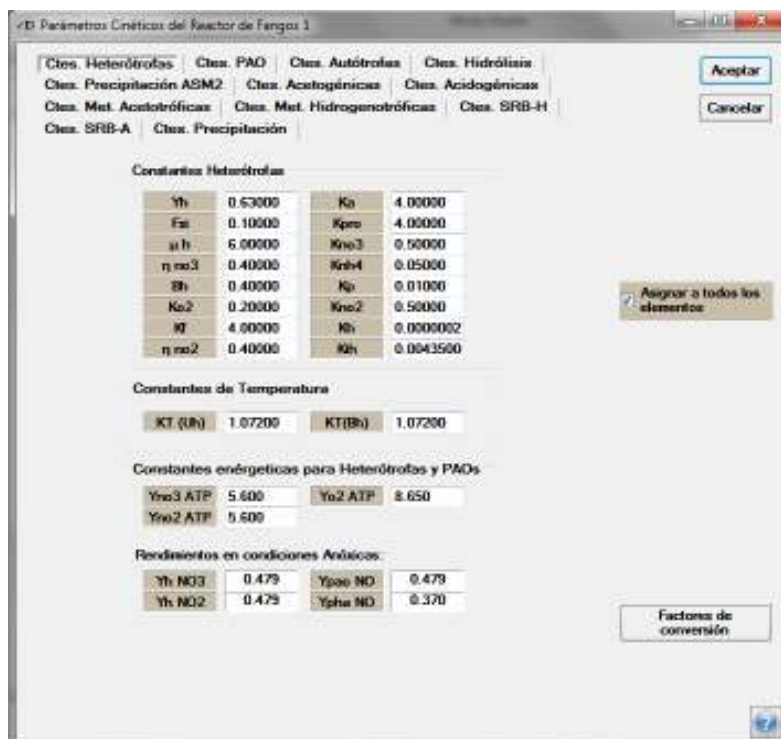 Parámetros Cinéticos del Reactor de Fangos 1
Ctes. Heterótrofas Ctes. PAO Ctes. Autótrofas Ctes. Hidrólisis
Ctes. Precipitación ASM2 Ctes. Acetogénicas Ctes. Acidogénicas
Ctes. Met. Acetotróficas Ctes. Met. Hidrogenotróficas Ctes. SRB-H
Ctes. SRB-A Ctes. Precipitación
Aceptar
Cancelar
Constantes Heterótrofas
Yh 0.63000 Ka 4.00000
Fsi 0.10000 Kpro 4.00000
µ h 6.00000 Kno3 0.50000
η no3 0.40000 Knh4 0.05000
Bh 0.40000 Kp 0.01000
Ko2 0.20000 Kno2 0.50000
Kf 4.00000 Kh 0.0000002
η no2 0.40000 Kih 0.0043500
Asignar a todos los
elementos
Constantes de Temperatura
KT (Uh) 1.07200 KT(Bh) 1.07200
Constantes enérgeticas para Heterótrofas y PAOs
Yno3 ATP 5.600 Yo2 ATP 8.650
Yno2 ATP 5.600
Rendimientos en condiciones Anóxicas:
Yh NO3 0.479 Ypao NO 0.479
Yh NO2 0.479 Ypha NO 0.370
Factores de
conversión
?